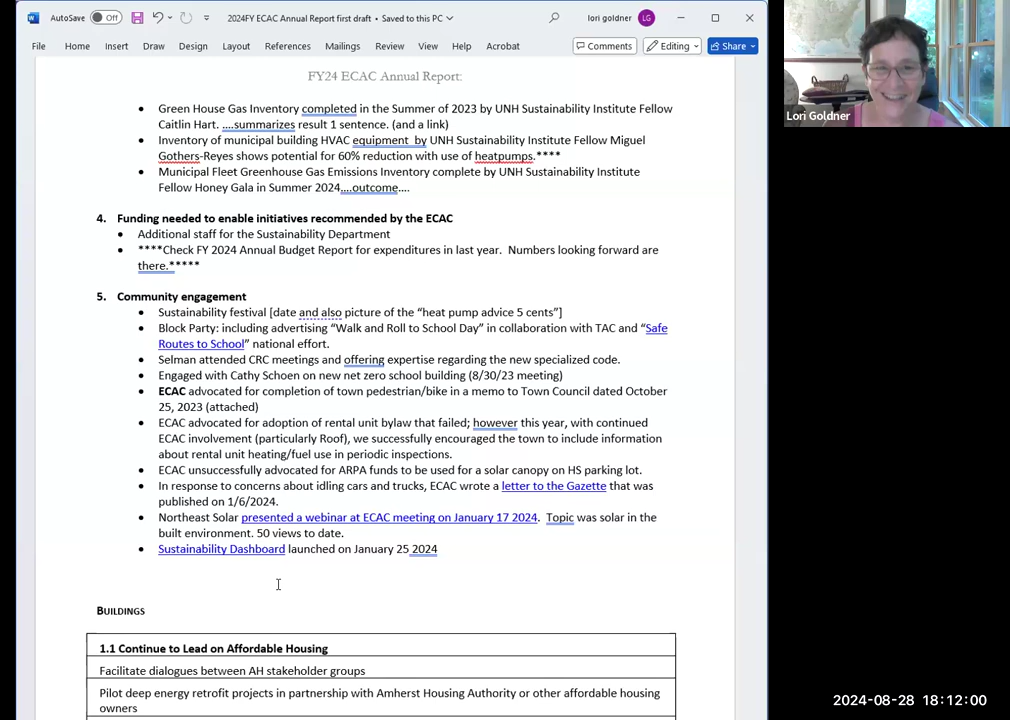 AutoSave Off 2024FY ECAC Annual Report first draft • Saved to this PC lori goldner LG
File Home Insert Draw Design Layout References Mailings Review View Help Acrobat Comments Editing Share
FY24 ECAC Annual Report:
• Green House Gas Inventory completed in the Summer of 2023 by UNH Sustainability Institute Fellow
Caitlin Hart. ....summarizes result 1 sentence. (and a link)
• Inventory of municipal building HVAC equipment by UNH Sustainability Institute Fellow Miguel
Gothers-Reyes shows potential for 60% reduction with use of heatpumps.****
• Municipal Fleet Greenhouse Gas Emissions Inventory complete by UNH Sustainability Institute
Fellow Honey Gala in Summer 2024....outcome....
4. Funding needed to enable initiatives recommended by the ECAC
• Additional staff for the Sustainability Department
• ****Check FY 2024 Annual Budget Report for expenditures in last year. Numbers looking forward are
there.*****
5. Community engagement
• Sustainability festival [date and also picture of the “heat pump advice 5 cents”]
• Block Party: including advertising “Walk and Roll to School Day” in collaboration with TAC and “Safe
Routes to School” national effort.
• Selman attended CRC meetings and offering expertise regarding the new specialized code.
• Engaged with Cathy Schoen on new net zero school building (8/30/23 meeting)
• ECAC advocated for completion of town pedestrian/bike in a memo to Town Council dated October
25, 2023 (attached)
• ECAC advocated for adoption of rental unit bylaw that failed; however this year, with continued
ECAC involvement (particularly Roof), we successfully encouraged the town to include information
about rental unit heating/fuel use in periodic inspections.
• ECAC unsuccessfully advocated for ARPA funds to be used for a solar canopy on HS parking lot.
• In response to concerns about idling cars and trucks, ECAC wrote a letter to the Gazette that was
published on 1/6/2024.
• Northeast Solar presented a webinar at ECAC meeting on January 17 2024. Topic was solar in the
built environment. 50 views to date.
• Sustainability Dashboard launched on January 25 2024
BUILDINGS
1.1 Continue to Lead on Affordable Housing
Facilitate dialogues between AH stakeholder groups
Pilot deep energy retrofit projects in partnership with Amherst Housing Authority or other affordable housing
owners
Lori Goldner
2024-08-28 18:12:00